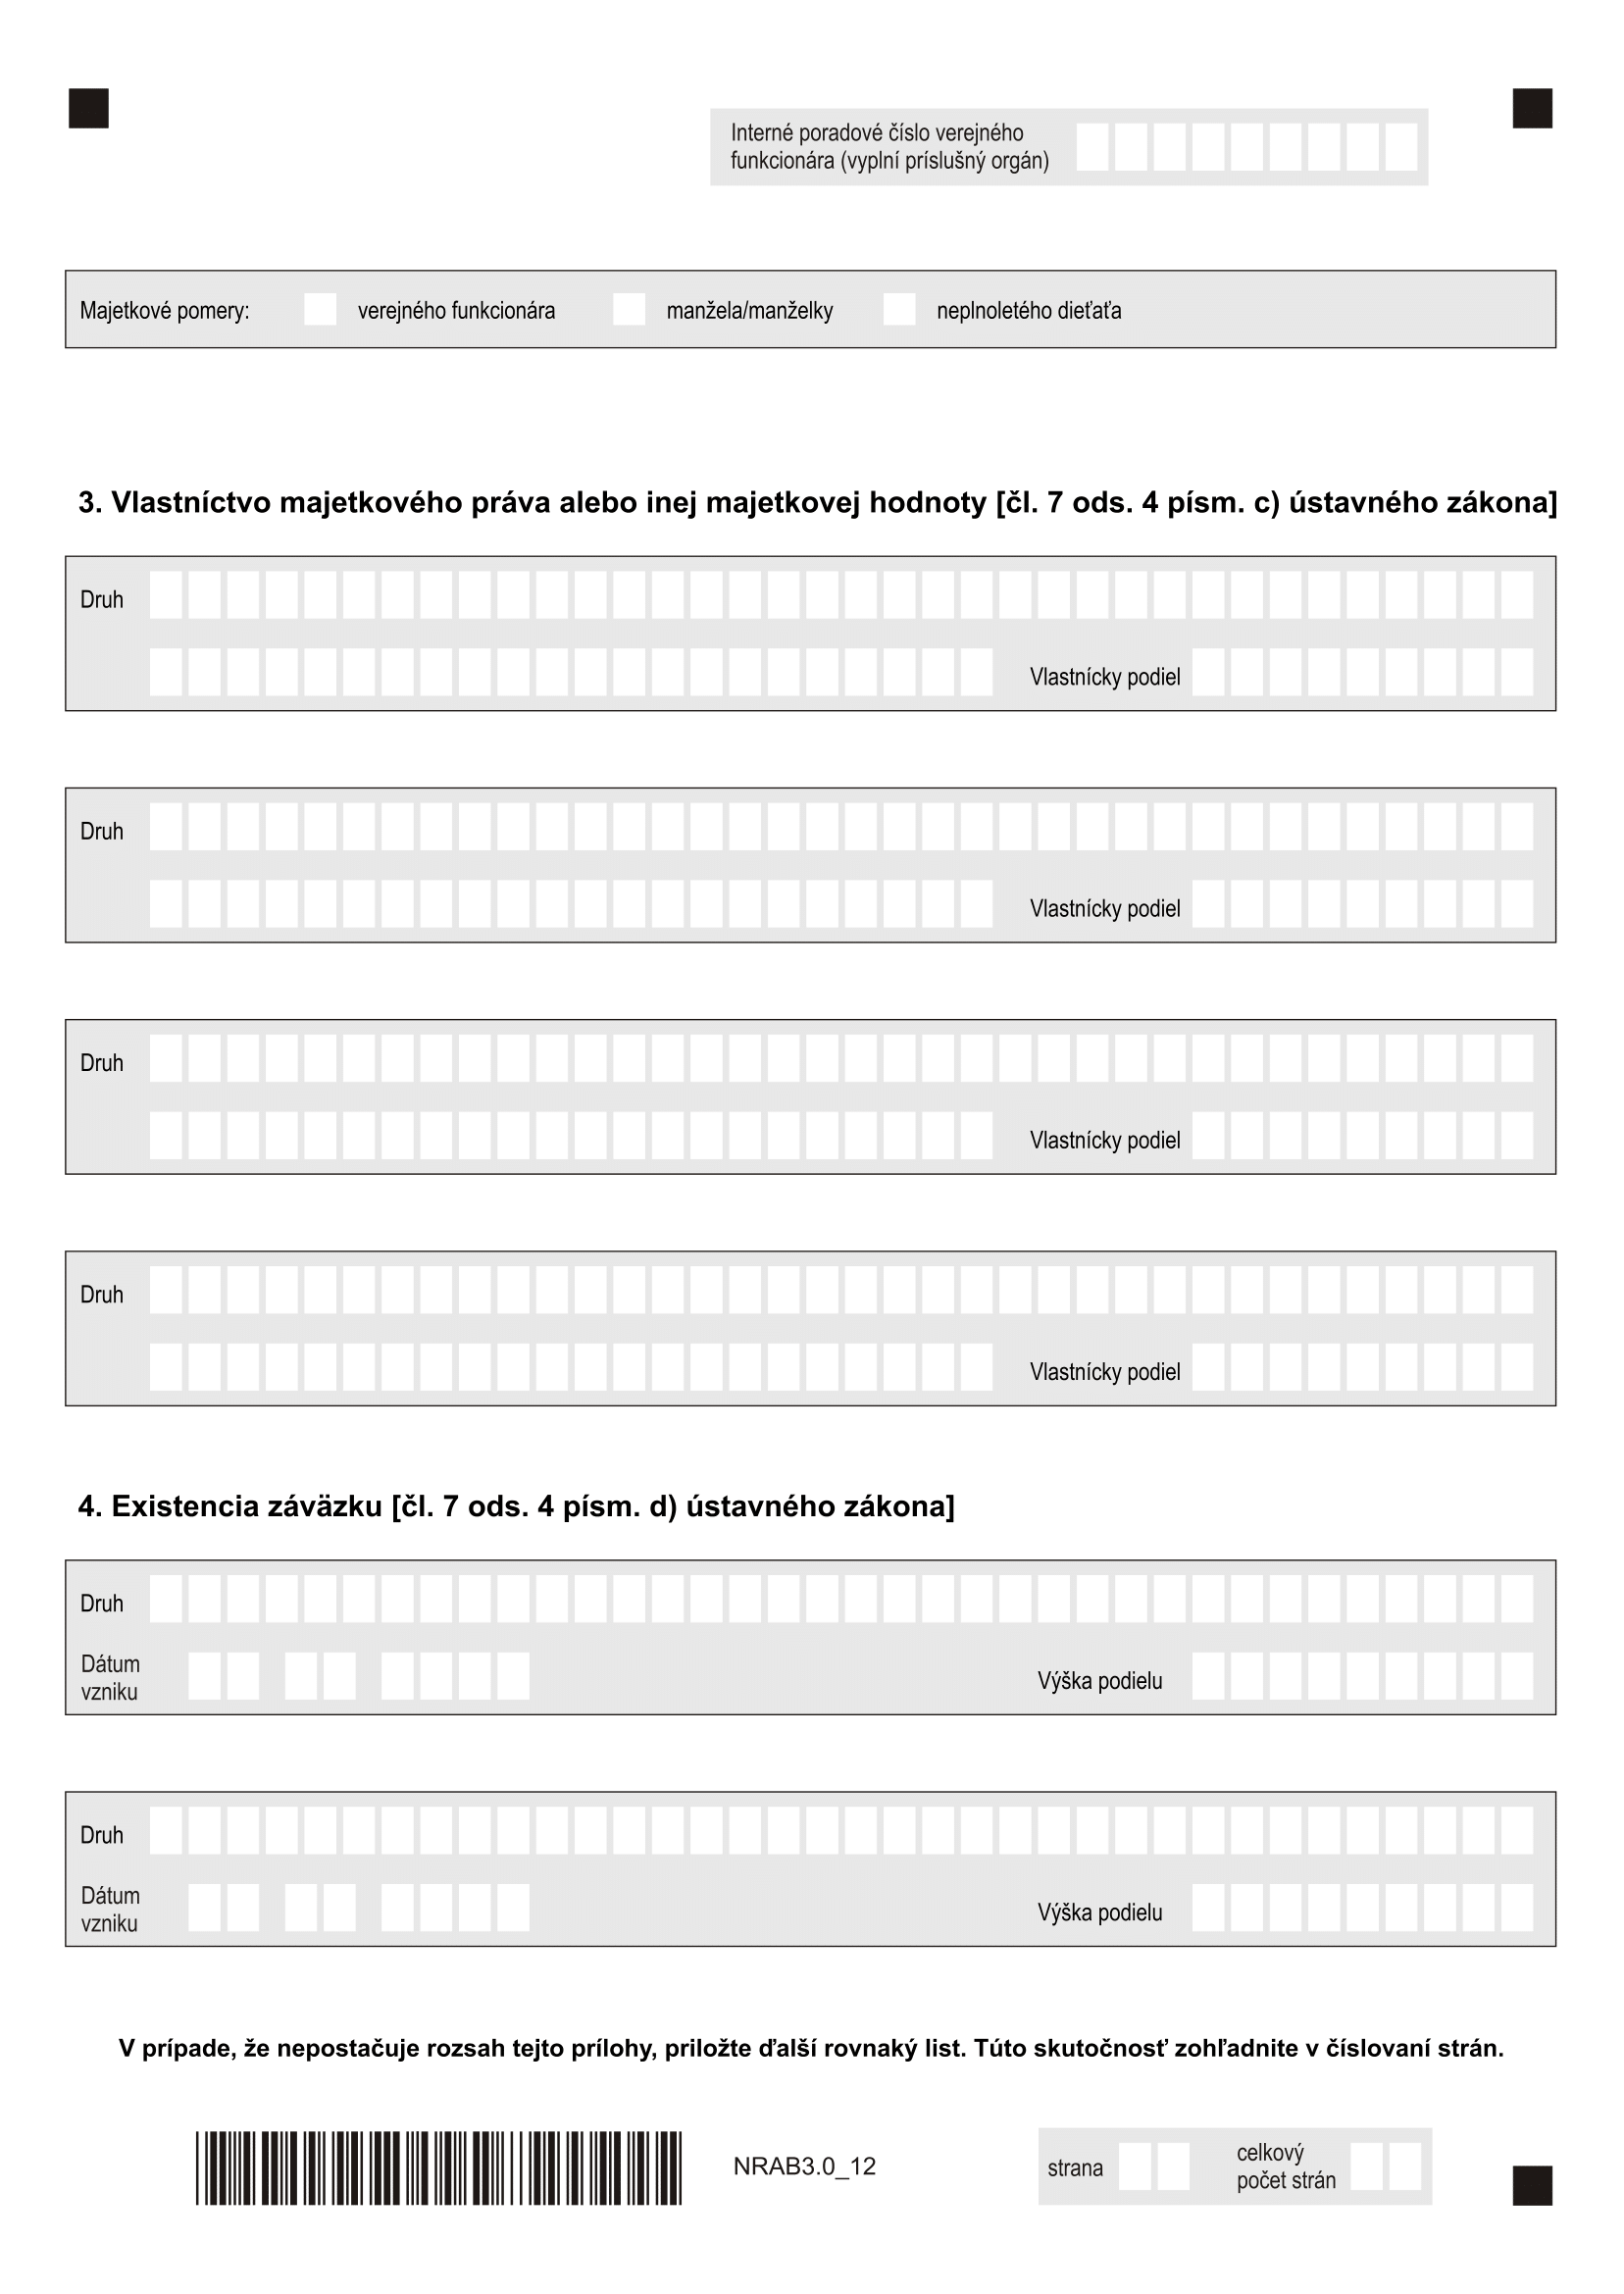 Interné poradové číslo verejného
funkcionára (vyplní príslušný orgán)
Majetkové pomery: verejného funkcionára manžela/manželky neplnoletého dieťaťa
3. Vlastníctvo majetkového práva alebo inej majetkovej hodnoty [čl. 7 ods. 4 písm. c) ústavného zákona]
Druh
Vlastnícky podiel
Druh
Vlastnícky podiel
Druh
Vlastnícky podiel
Druh
Vlastnícky podiel
4. Existencia záväzku [čl. 7 ods. 4 písm. d) ústavného zákona]
Druh
Dátum
vzniku
Výška podielu
Druh
Dátum
vzniku
Výška podielu
V prípade, že nepostačuje rozsah tejto prílohy, priložte ďalší rovnaký list. Túto skutočnosť zohľadnite v číslovaní strán.
NRAB3.0_12
strana
celkový
počet strán